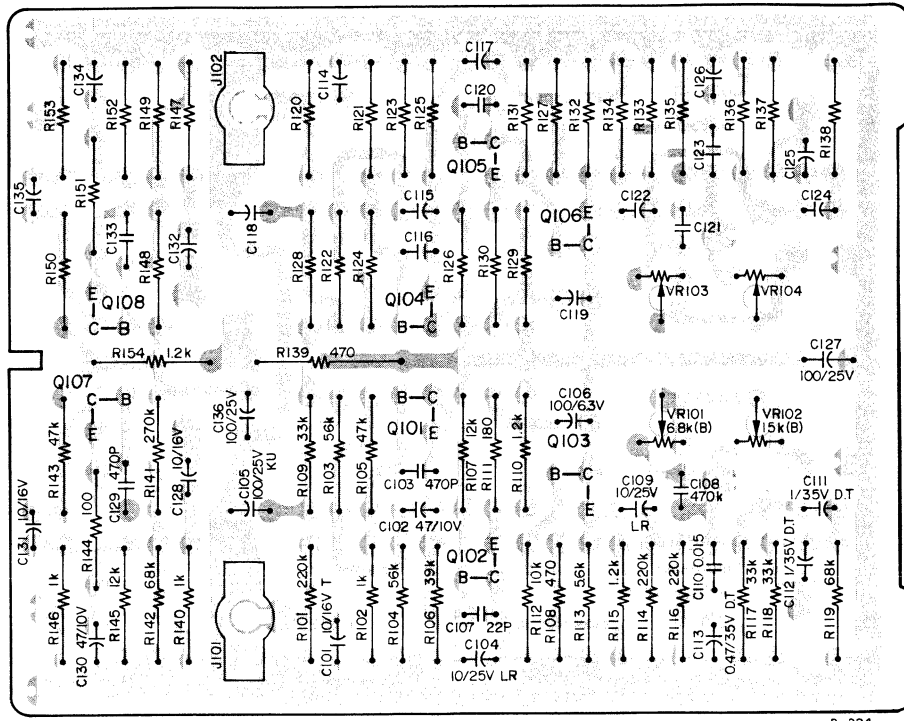 C117
C134
J102
C114
C126
R153
R152
R149
R147
R120
R121
R123
R125
C120
R131
R127
R132
R134
R133
R135
R136
R137
R138
B C
E
Q105
C123
C125
C135
R151
C115
C122
C124
C133
C132
C118
Q106
E
B C
C121
R150
R148
R128
R122
R124
C116
R126
R130
R129
E
Q108
C B
Q104
E
B C
C119
VR103
VR104
R154 1.2k
R139 470
C127
100/25V
Q107
C B
E
C136
100/25V
C106
100/6.3V
VR101
6.8k(B)
VR102
15k(B)
R143 47k
R144 100
C129 470P
R141 270k
C128 10/16V
C105
100/25V
KU
R109 33k
R103 56k
R105 47k
Q101
B C
E
R107 12k
R111 180
R110 1.2k
Q103
B C
E
C103 470P
C109
10/25V
LR
C108
470k
C111
1/35V D.T
C131 10/16V
C102 47/10V
Q102
E
B C
R146 1k
C130 47/10V
R145 12k
R142 68k
R140 1k
J101
R101 220k
C101 10/16V T
R102 1k
R104 56k
R106 39k
C107 22P
C104
10/25V LR
R112 10k
R108 470
R113 5.6k
R115 1.2k
R114 220k
R116 220k
C110 0.015
C113
0.47/35V D.T
R117 33k
R118 33k
C112 1/35V D.T
R119 68k